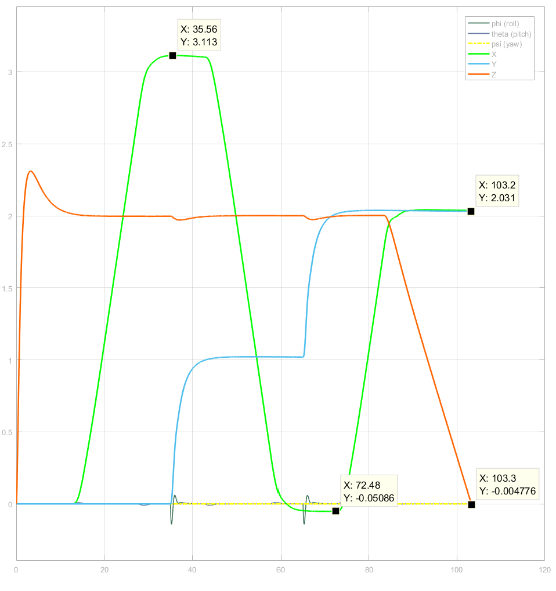 X: 35.56
Y: 3.113
phi (roll)
theta (pitch)
psi (yaw)
X
Y
Z
3
2.5
X: 103.2
Y: 2.031
2
1.5
1
0.5
X: 72.48
Y: -0.05086
X: 103.3
Y: -0.004776
0
0 20 40 60 80 100 120